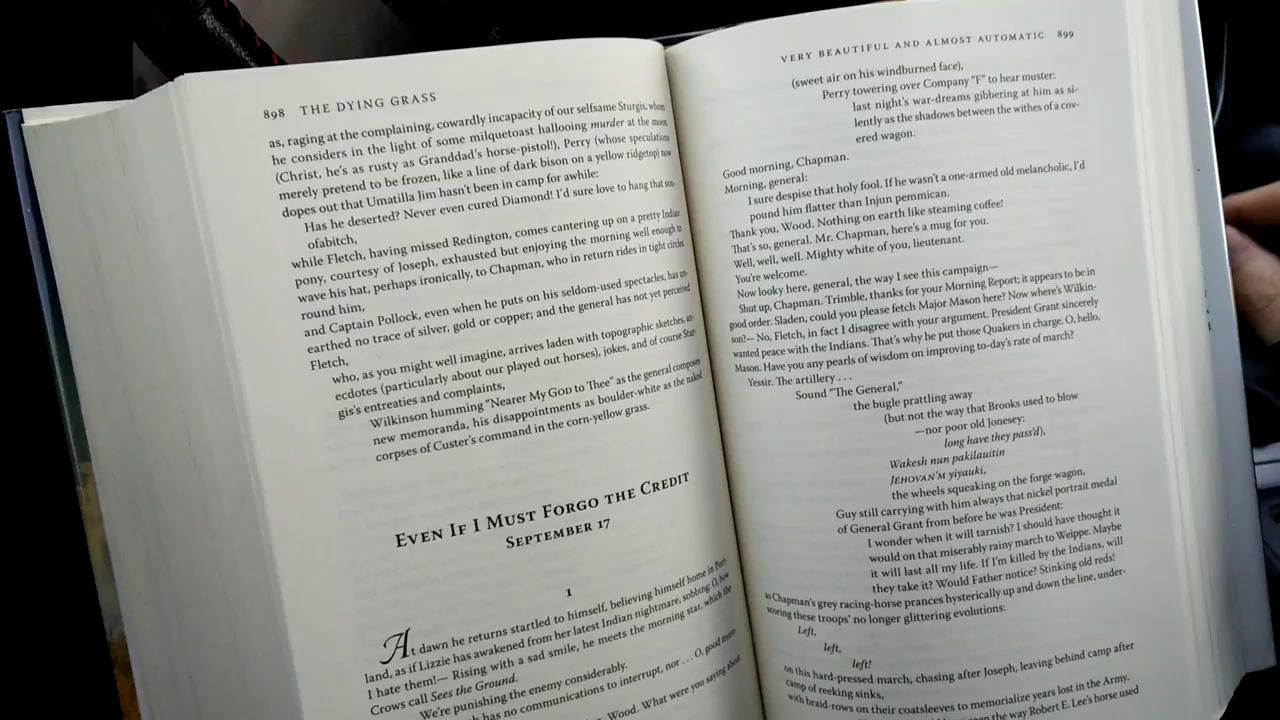 898 THE DYING GRASS
as, raging at the complaining, cowardly incapacity of our selfsame Sturgis, whom
he considers in the light of some milquetoast hallooing murder at the moon
(Christ, he's as rusty as Granddad's horse-pistol!), Perry (whose speculations
merely pretend to be frozen, like a line of dark bison on a yellow ridgetop) now
dopes out that Umatilla Jim hasn't been in camp for awhile:
Has he deserted? Never even cured Diamond! I'd sure love to hang that son-
ofabitch,
while Fletch, having missed Redington, comes cantering up on a pretty Indian
pony, courtesy of Joseph, exhausted but enjoying the morning well enough to
wave his hat, perhaps ironically, to Chapman, who in return rides in tight circles
round him,
and Captain Pollock, even when he puts on his seldom-used spectacles, has un-
earthed no trace of silver, gold or copper; and the general has not yet perceived
Fletch,
who, as you might well imagine, arrives laden with topographic sketches, an-
ecdotes (particularly about our played out horses), jokes, and of course Stur-
gis's entreaties and complaints,
Wilkinson humming "Nearer My GOD to Thee" as the general composes
new memoranda, his disappointments as boulder-white as the naked
corpses of Custer's command in the corn-yellow grass.
EVEN IF I MUST FORGO THE CREDIT
SEPTEMBER 17
1
At dawn he returns startled to himself, believing himself home in Port-
land, as if Lizzie has awakened from her latest Indian nightmare, sobbing: O, how
I hate them!— Rising with a sad smile, he meets the morning star, which the
Crows call Sees the Ground.
We're punishing the enemy considerably.
has no communications to interrupt, nor . . . O, good
Wood. What were you saying about
VERY BEAUTIFUL AND ALMOST AUTOMATIC 899
(sweet air on his windburned face),
Perry towering over Company "F" to hear muster:
last night's war-dreams gibbering at him as si-
lently as the shadows between the withes of a cov-
ered wagon.
Good morning, Chapman.
Morning, general:
I sure despise that holy fool. If he wasn't a one-armed old melancholic, I'd
pound him flatter than Injun pemmican.
Thank you, Wood. Nothing on earth like steaming coffee!
That's so, general. Mr. Chapman, here's a mug for you.
Well, well, well. Mighty white of you, lieutenant.
You're welcome.
Now looky here, general, the way I see this campaign—
Shut up, Chapman. Trimble, thanks for your Morning Report; it appears to be in
good order. Sladen, could you please fetch Major Mason here? Now where's Wilkin-
son?— No, Fletch, in fact I disagree with your argument. President Grant sincerely
wanted peace with the Indians. That's why he put those Quakers in charge. O, hello,
Mason. Have you any pearls of wisdom on improving to-day's rate of march?
Yessir. The artillery . . .
Sound "The General,"
the bugle prattling away
(but not the way that Brooks used to blow
—nor poor old Jonesey:
long have they pass'd),
Wakesh nun pakilauitin
JEHOVAN'M yiyauki,
the wheels squeaking on the forge wagon,
Guy still carrying with him always that nickel portrait medal
of General Grant from before he was President:
I wonder when it will tarnish? I should have thought it
would on that miserably rainy march to Weippe. Maybe
it will last all my life. If I'm killed by the Indians, will
they take it? Would Father notice? Stinking old reds!
as Chapman's grey racing-horse prances hysterically up and down the line, under-
scoring these troops' no longer glittering evolutions:
Left,
left,
left!
on this hard-pressed march, chasing after Joseph, leaving behind camp after
camp of reeking sinks,
with braid-rows on their coatsleeves to memorialize years lost in the Army.
the way Robert E. Lee's horse used